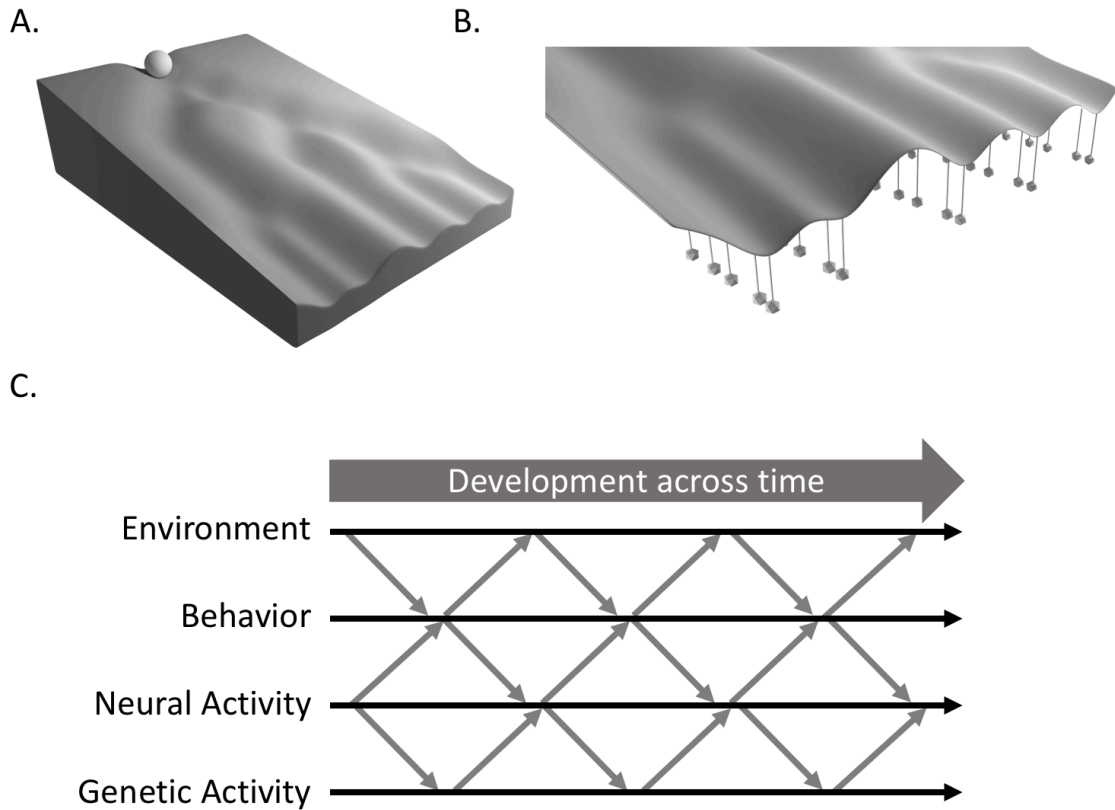 A.
B.
C.
Development across time
Environment
Behavior
Neural Activity
Genetic Activity